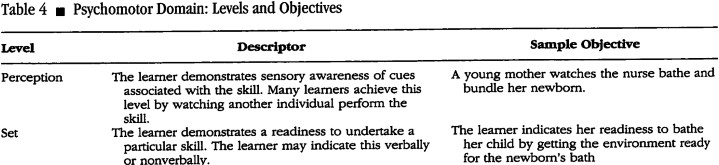 Table 4 ■ Psychomotor Domain: Levels and Objectives
Level Descriptor Sample Objective
Perception The learner demonstrates sensory awareness of cues A young mother watches the nurse bathe and
associated with the skill. Many learners achieve this bundle her newborn.
level by watching another individual perform the
skill.
Set The learner demonstrates a readiness to undertake a The learner indicates her readiness to bathe
particular skill. The learner may indicate this verbally her child by getting the environment ready
or nonverbally. for the newborn's bath